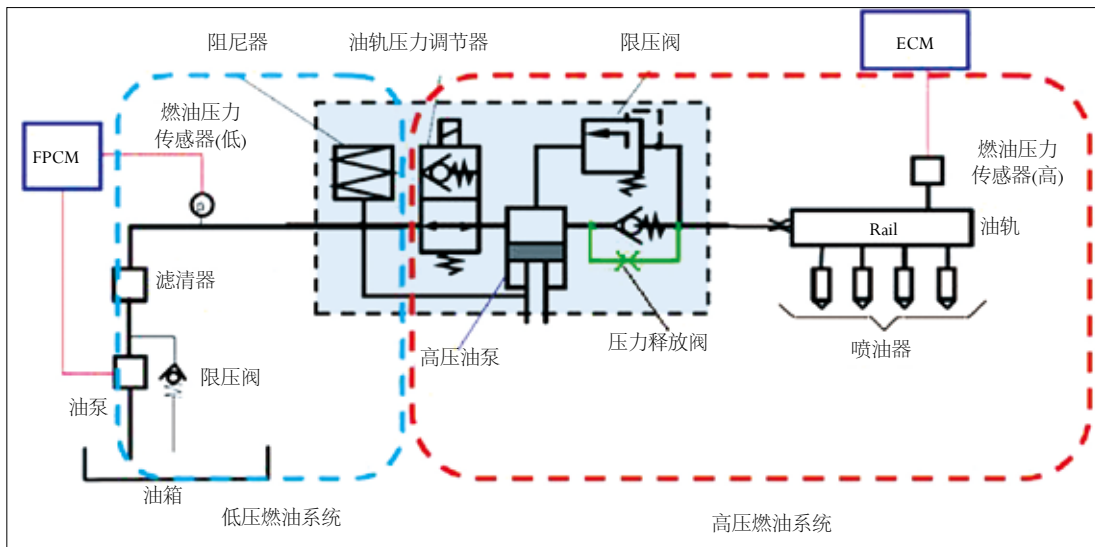 阻尼器
油轨压力调节器
限压阀
ECM
燃油压力
传感器(低)
FPCM
燃油压力
传感器(高)
P
Rail
油轨
滤清器
高压油泵
压力释放阀
喷油器
限压阀
油泵
油箱
低压燃油系统
高压燃油系统